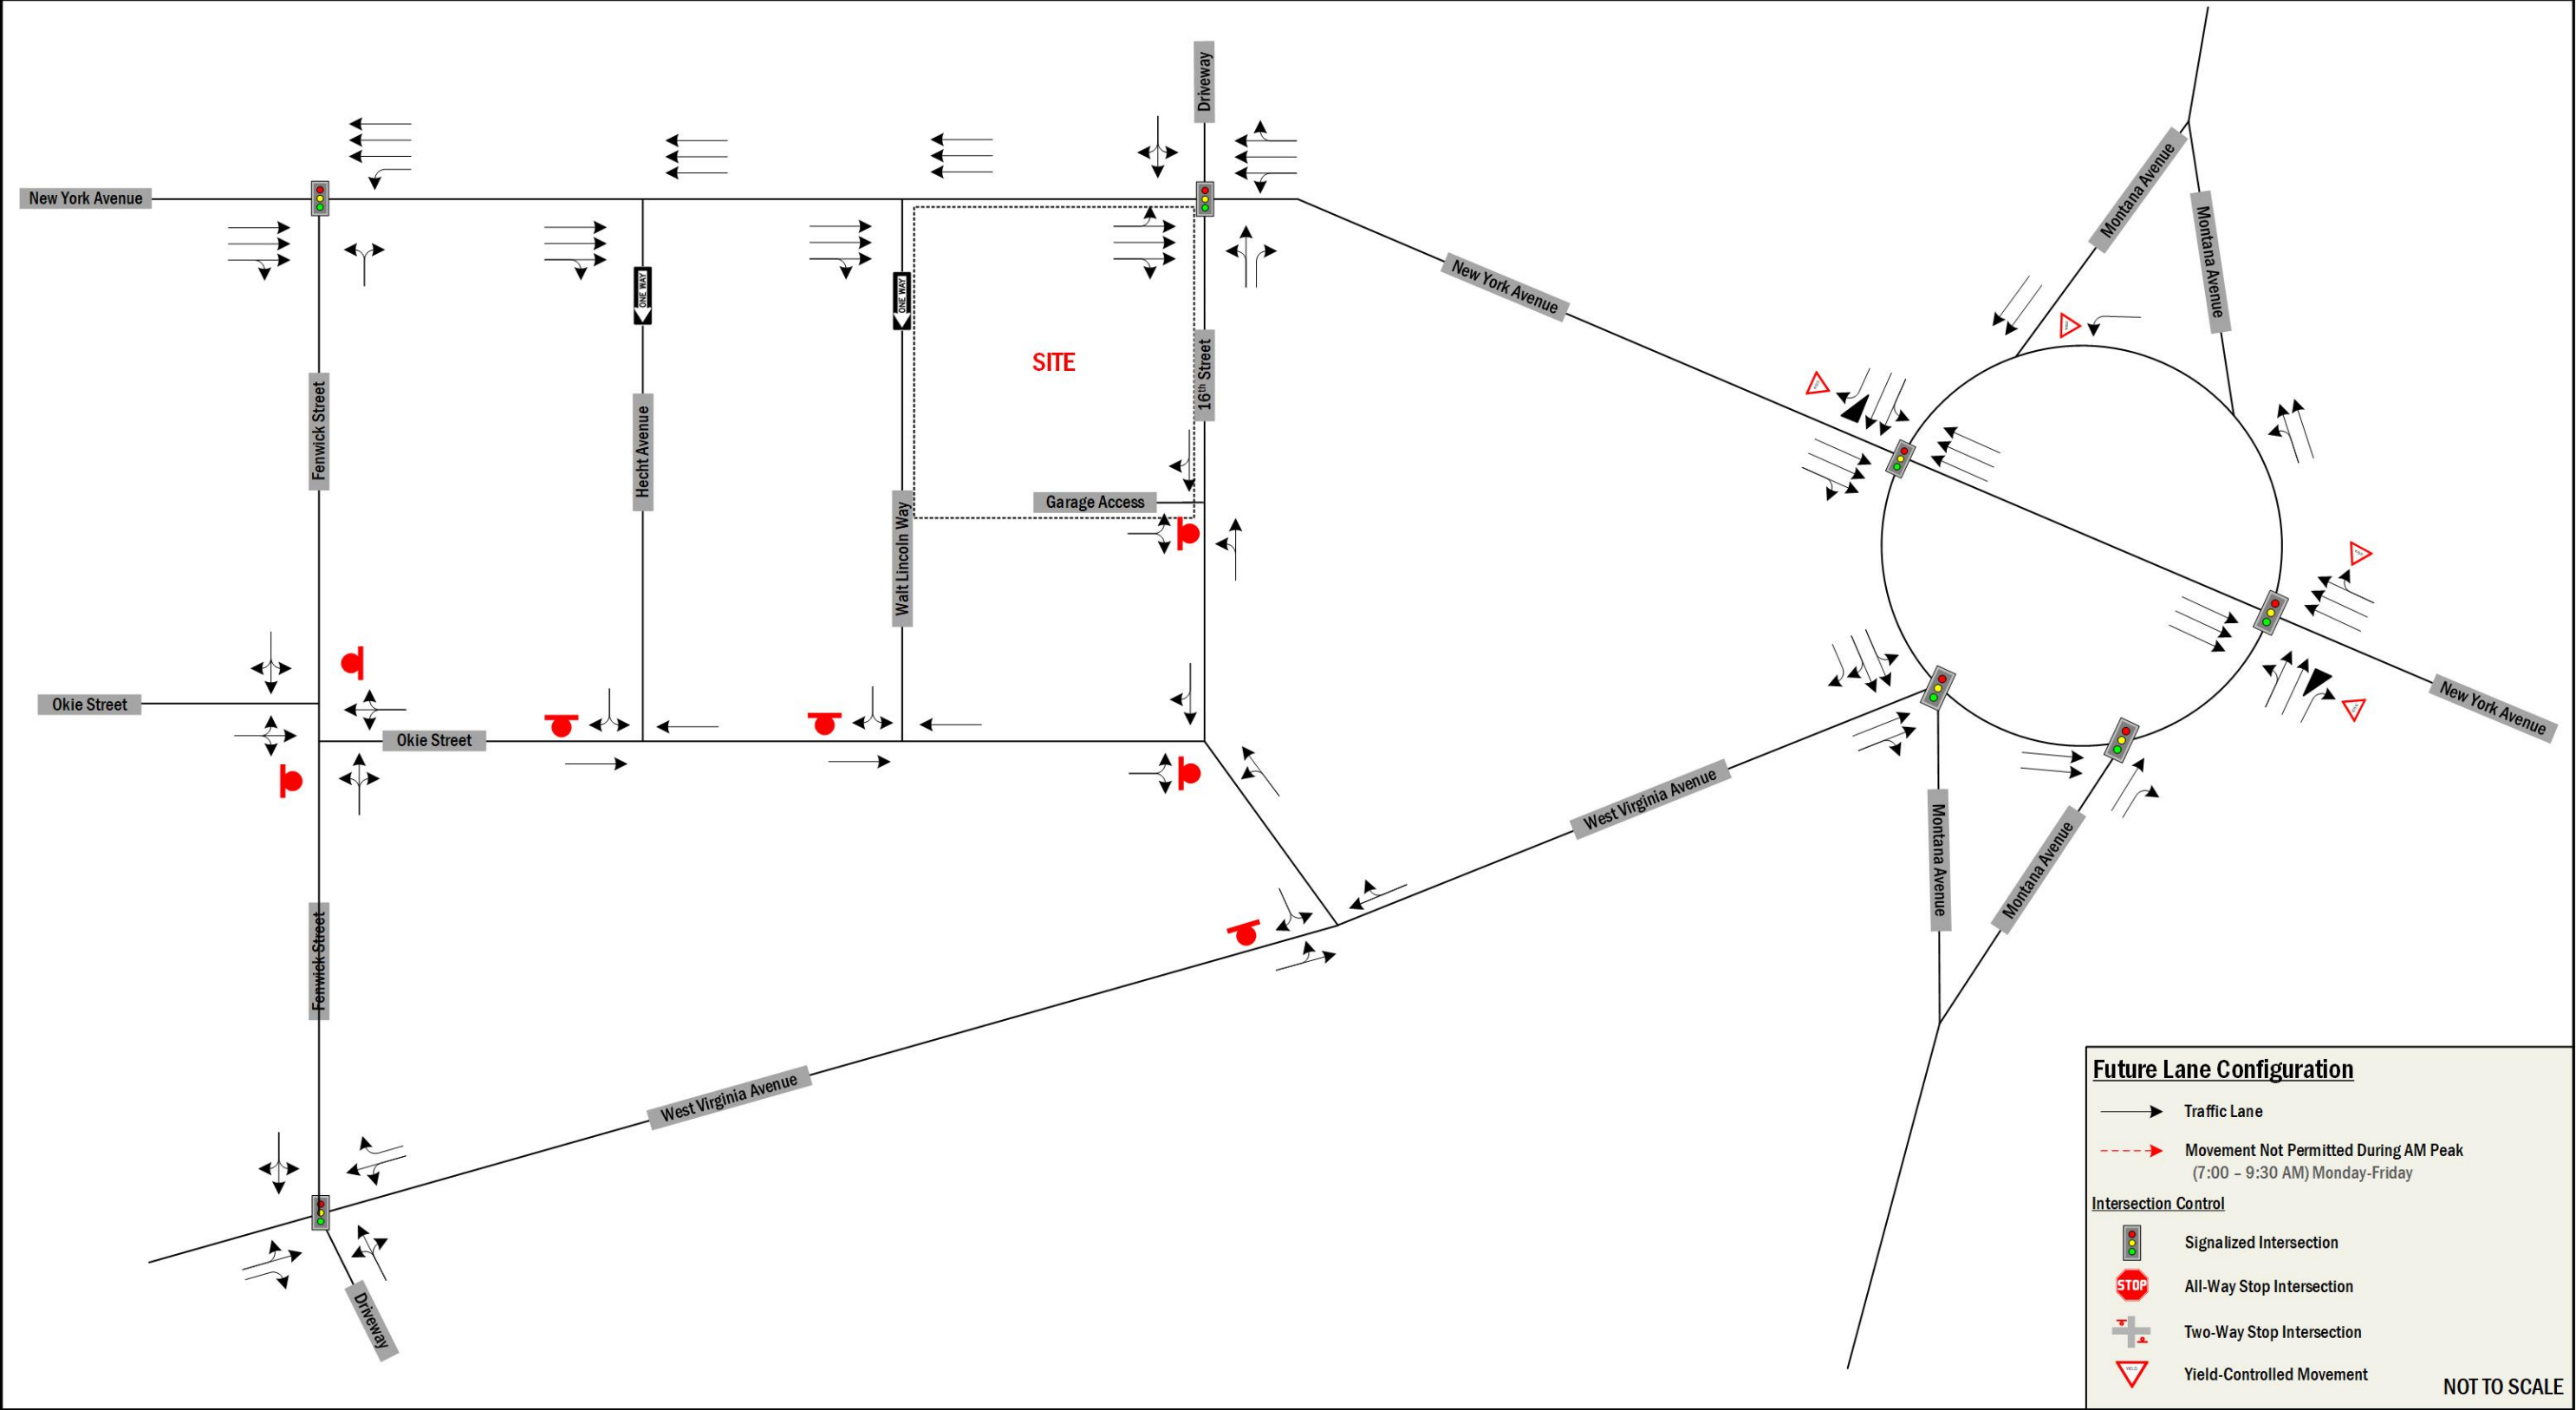 Driveway
New York Avenue
New York Avenue
Montana Avenue
Montana Avenue
ONE WAY
ONE WAY
SITE
Fenwick Street
Hecht Avenue
Walt Lincoln Way
16th Street
Garage Access
Okie Street
Okie Street
New York Avenue
West Virginia Avenue
Montana Avenue
Montana Avenue
Fenwick Street
West Virginia Avenue
Driveway
Future Lane Configuration
Traffic Lane
Movement Not Permitted During AM Peak
(7:00 – 9:30 AM) Monday-Friday
Intersection Control
Signalized Intersection
STOP
All-Way Stop Intersection
Two-Way Stop Intersection
YIELD
Yield-Controlled Movement
NOT TO SCALE